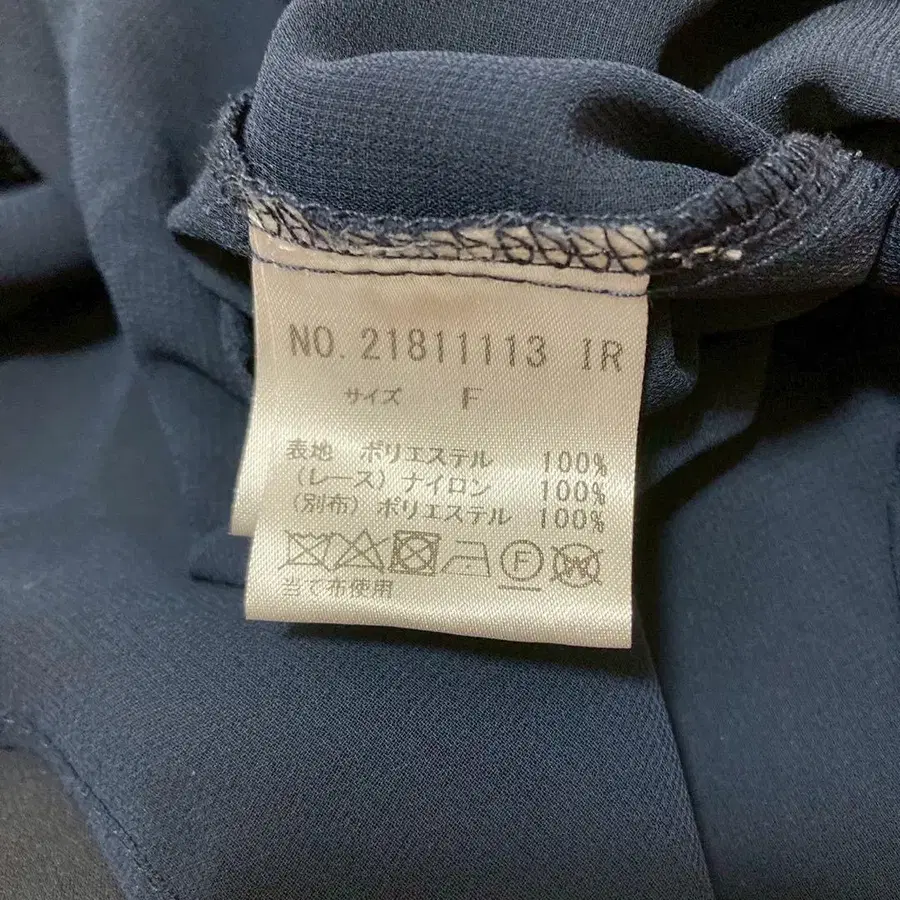 NO. 21811113 IR
サイズ F
表地 ポリエステル 100%
(レース) ナイロン 100%
(別布) ポリエステル 100%
F W
当て布使用